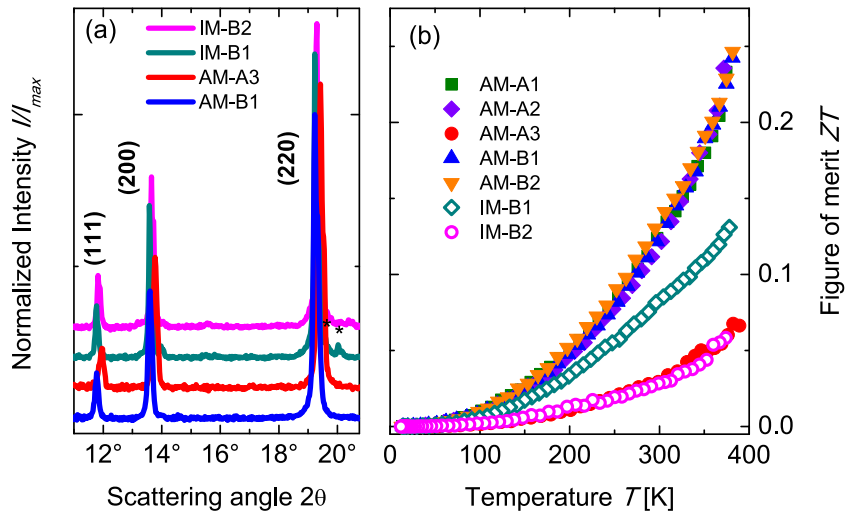 (a)
IM-B2
IM-B1
AM-A3
AM-B1
(111)
(200)
(220)
* *
Normalized Intensity I/I_max
12° 14° 16° 18° 20°
Scattering angle 2θ
(b)
AM-A1
AM-A2
AM-A3
AM-B1
AM-B2
IM-B1
IM-B2
0.2
0.1
0.0
Figure of merit ZT
0 100 200 300 400
Temperature T [K]